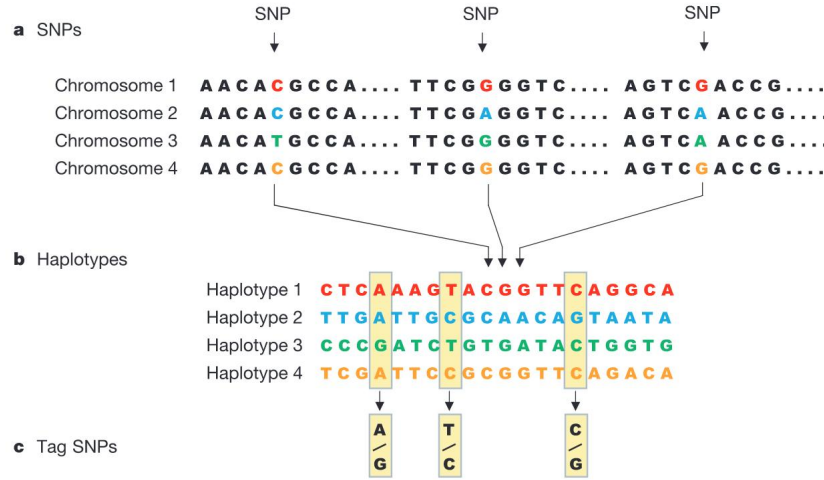 SNP SNP SNP
a SNPs
Chromosome 1 AACACGCCA.... TTCGGGGTC.... AGTCGACCG....
Chromosome 2 AACACGCCA.... TTCGAGGTC.... AGTCAACCG....
Chromosome 3 AACATGCCA.... TTCGGGGTC.... AGTCAACCG....
Chromosome 4 AACACGCCA.... TTCGGGGTC.... AGTCGACCG....
b Haplotypes
Haplotype 1 CTCAAAGTACGGTTCAGGCA
Haplotype 2 TTGATTGCGCAACAGTAATA
Haplotype 3 CCCGATCTGTGATACTGGTG
Haplotype 4 TCGATTCCGCGGTTCAGACA
A T C
/ / /
c Tag SNPs
G C G